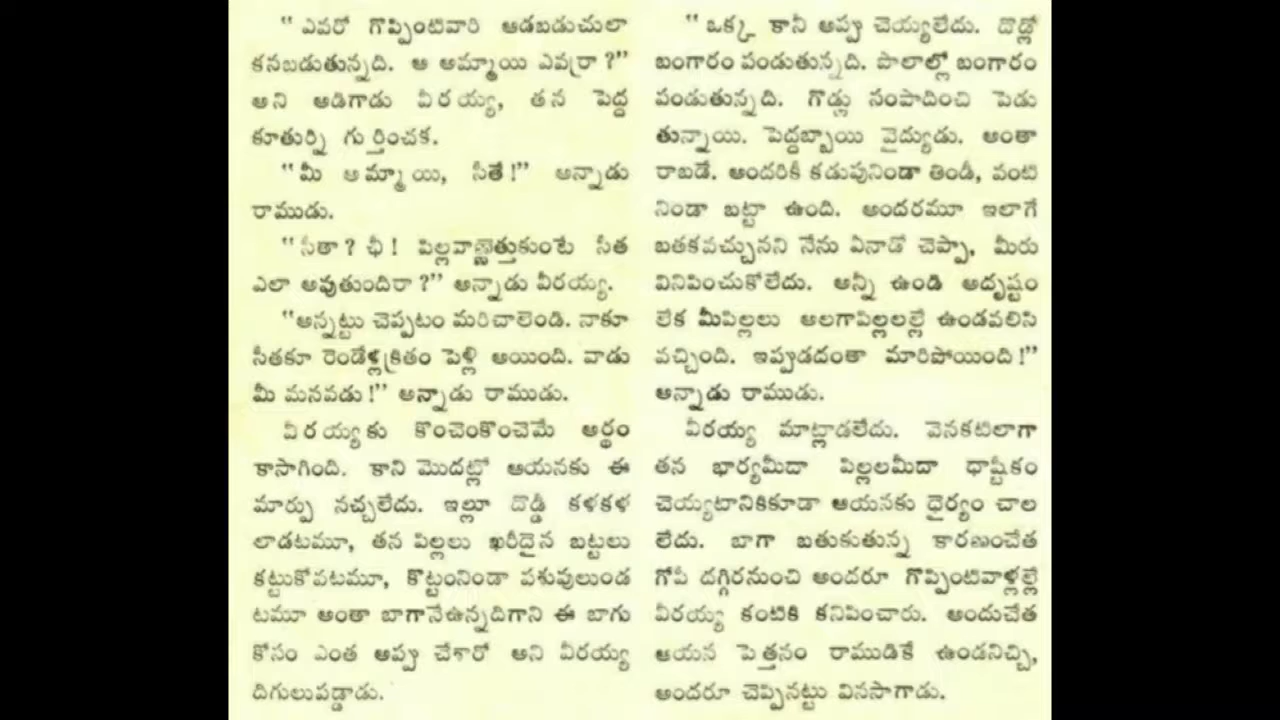 “ ఎవరో గొప్పింటివారి ఆడబడుచులా
కనబడుతున్నది. ఆ అమ్మాయి ఎవర్రా ?”
అని అడిగాడు వీరయ్య, తన పెద్ద
కూతుర్ని గుర్తించక.
“మీ అమ్మాయి, సీతే !” అన్నాడు
రాముడు.
“సీతా ? ఛీ ! పిల్లవాణ్ణెత్తుకుంటే సీత
ఎలా అవుతుందిరా ?” అన్నాడు వీరయ్య.
“అన్నట్టు చెప్పటం మరిచాలెండి. నాకూ
సీతకూ రెండేళ్ళక్రితం పెళ్లి అయింది. వాడు
మీ మనవడు !” అన్నాడు రాముడు.
వీరయ్యకు కొంచెంకొంచెమే అర్థం
కాసాగింది. కాని మొదట్లో ఆయనకు ఈ
మార్పు నచ్చలేదు. ఇల్లూ దొడ్డీ కళకళ
లాడటమూ, తన పిల్లలు ఖరీదైన బట్టలు
కట్టుకోవటమూ, కొట్టంనిండా పశువులుండ
టమూ అంతా బాగానేఉన్నదిగాని ఈ బాగు
కోసం ఎంత అప్పు చేశారో అని వీరయ్య
దిగులుపడ్డాడు.
“ ఒక్క కానీ అప్పు చెయ్యలేదు. దొడ్లో
బంగారం పండుతున్నది. పొలాల్లో బంగారం
పండుతున్నది. గొడ్లు సంపాదించి పెడు
తున్నాయి. పెద్దబ్బాయి వైద్యుడు. అంతా
రాబడే. అందరికీ కడుపునిండా తిండీ, వంటి
నిండా బట్టా ఉంది. అందరమూ ఇలాగే
బతకవచ్చునని నేను ఏనాడో చెప్పా, మీరు
వినిపించుకోలేదు. అన్నీ ఉండి అదృష్టం
లేక మీపిల్లలు అలగాపిల్లలల్లే ఉండవలిసి
వచ్చింది. ఇప్పుడదంతా మారిపోయింది !”
అన్నాడు రాముడు.
వీరయ్య మాట్లాడలేదు. వెనకటిలాగా
తన భార్యమీదా పిల్లలమీదా ధాష్టీకం
చెయ్యటానికికూడా ఆయనకు ధైర్యం చాల
లేదు. బాగా బతుకుతున్న కారణంచేత
గోపీ దగ్గిరనుంచి అందరూ గొప్పింటివాళ్లల్లే
వీరయ్య కంటికి కనిపించారు. అందుచేత
ఆయన పెత్తనం రాముడికే ఉండనిచ్చి,
అందరూ చెప్పినట్టు వినసాగాడు.